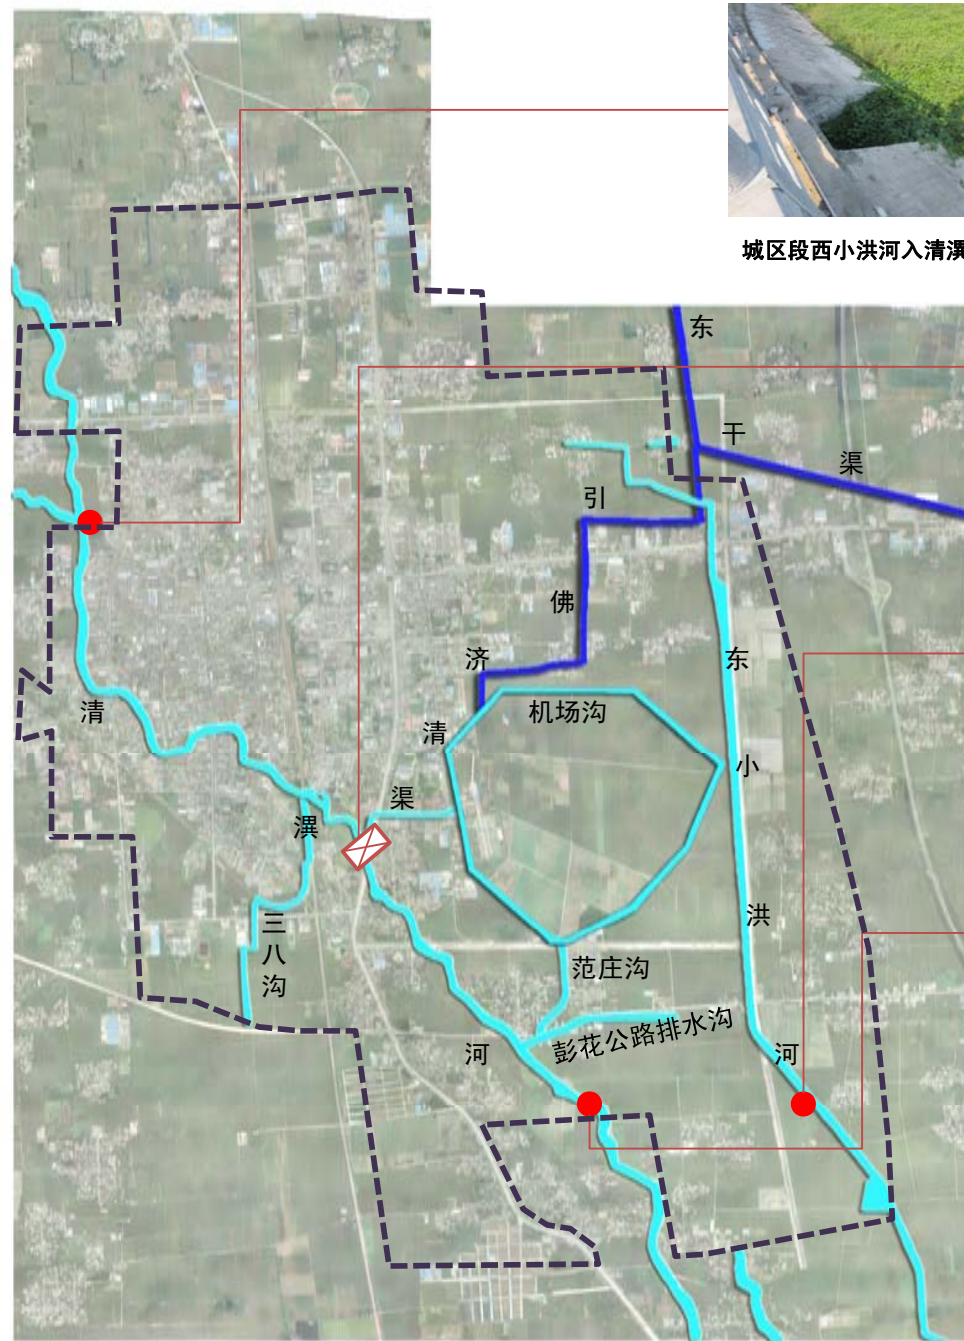 城区段西小洪河入清潩
东
干
渠
引
佛
济
清
渠
机场沟
东
小
洪
河
清
潩
河
三
八
沟
范庄沟
彭花公路排水沟